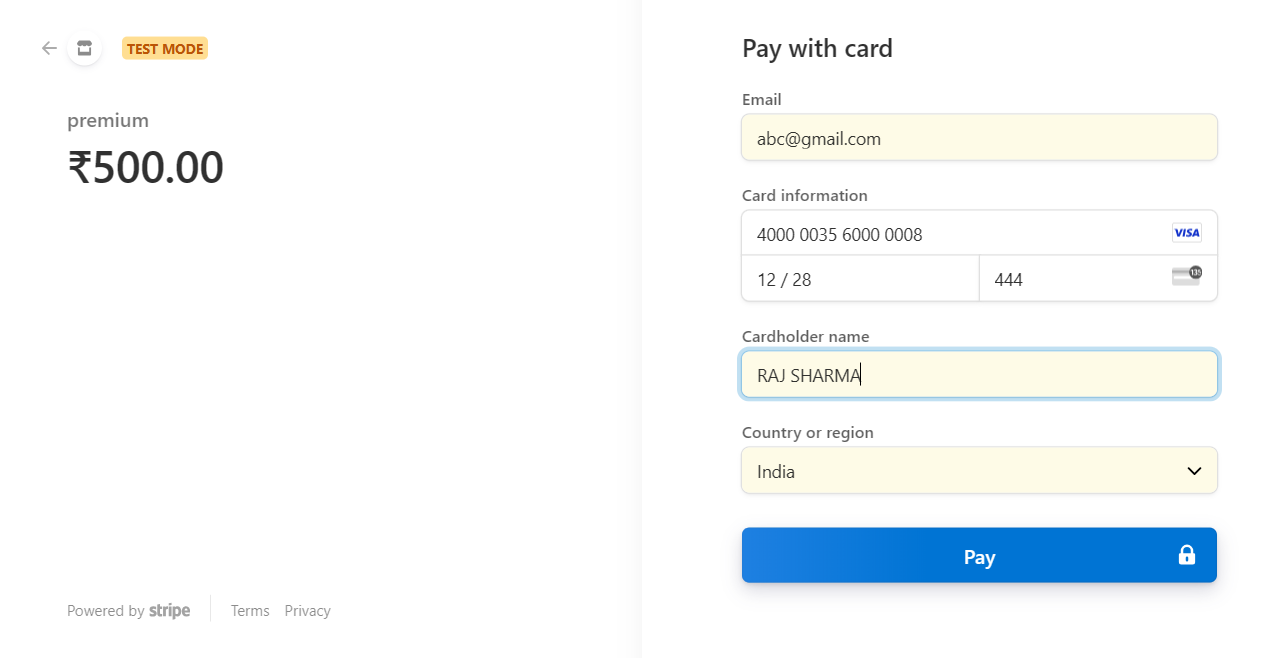 TEST MODE
premium
₹500.00
Powered by stripe
Terms Privacy
Pay with card
Email
abc@gmail.com
Card information
4000 0035 6000 0008 VISA
12 / 28 444 135
Cardholder name
RAJ SHARMA
Country or region
India
Pay